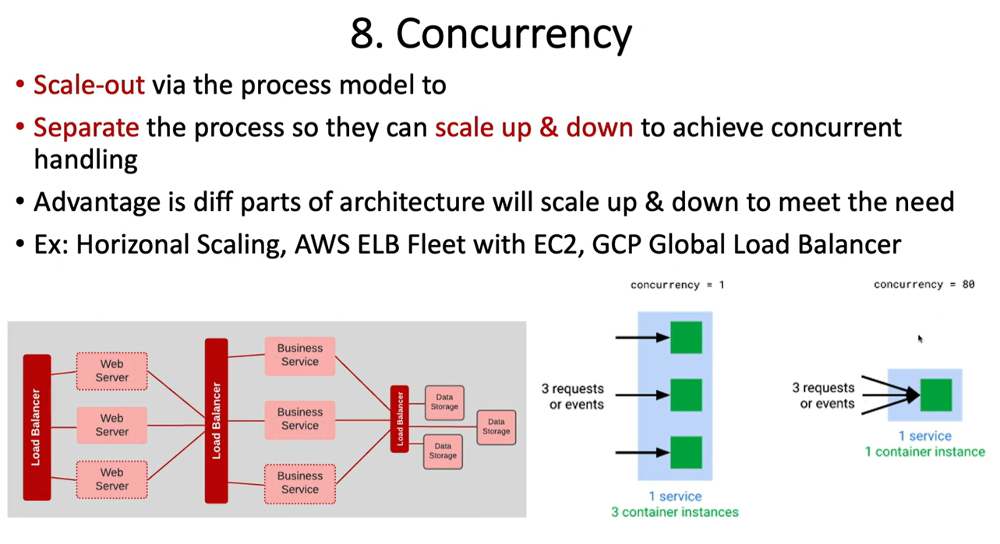 8. Concurrency
• Scale-out via the process model to
• Separate the process so they can scale up & down to achieve concurrent
handling
• Advantage is diff parts of architecture will scale up & down to meet the need
• Ex: Horizonal Scaling, AWS ELB Fleet with EC2, GCP Global Load Balancer
Load Balancer
Web
Server
Web
Server
Web
Server
Load Balancer
Business
Service
Business
Service
Business
Service
Load Balancer
Data
Storage
Data
Storage
Data
Storage
concurrency = 1
3 requests
or events
1 service
3 container instances
concurrency = 80
3 requests
or events
1 service
1 container instance